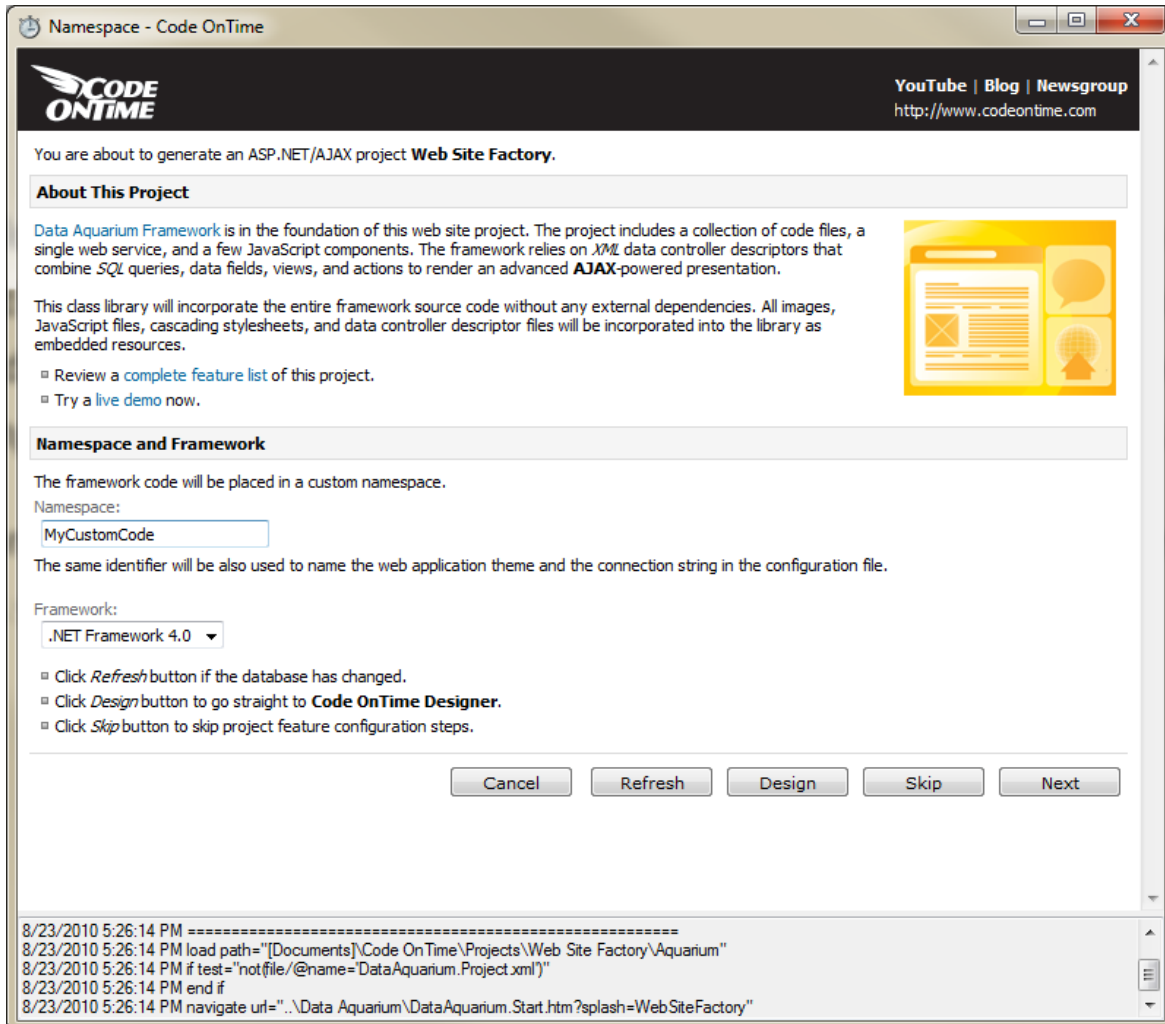 Namespace - Code OnTime
CODE
ONTIME
YouTube | Blog | Newsgroup
http://www.codeontime.com
You are about to generate an ASP.NET/AJAX project Web Site Factory.
About This Project
Data Aquarium Framework is in the foundation of this web site project. The project includes a collection of code files, a
single web service, and a few JavaScript components. The framework relies on XML data controller descriptors that
combine SQL queries, data fields, views, and actions to render an advanced AJAX-powered presentation.
This class library will incorporate the entire framework source code without any external dependencies. All images,
JavaScript files, cascading stylesheets, and data controller descriptor files will be incorporated into the library as
embedded resources.
Review a complete feature list of this project.
Try a live demo now.
Namespace and Framework
The framework code will be placed in a custom namespace.
Namespace:
MyCustomCode
The same identifier will be also used to name the web application theme and the connection string in the configuration file.
Framework:
.NET Framework 4.0
Click Refresh button if the database has changed.
Click Design button to go straight to Code OnTime Designer.
Click Skip button to skip project feature configuration steps.
Cancel Refresh Design Skip Next
8/23/2010 5:26:14 PM ========================================================
8/23/2010 5:26:14 PM load path="[Documents]\Code OnTime\Projects\Web Site Factory\Aquarium"
8/23/2010 5:26:14 PM if test="not(file/@name='DataAquarium.Project.xml')"
8/23/2010 5:26:14 PM end if
8/23/2010 5:26:14 PM navigate url="..\Data Aquarium\DataAquarium.Start.htm?splash=WebSiteFactory"